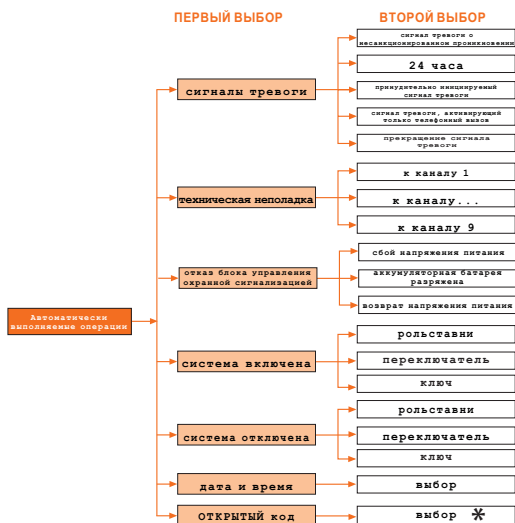 ПЕРВЫЙ ВЫБОР
ВТОРОЙ ВЫБОР
Автоматически
выполняемые операции
сигналы тревоги
сигнал тревоги о
несанкционированном проникновении
24 часа
принудительно инициируемый
сигнал тревоги
сигнал тревоги, активирующий
только телефонный вызов
прекращение сигнала
тревоги
техническая неполадка
к каналу 1
к каналу...
к каналу 9
отказ блока управления
охранной сигнализацией
сбой напряжения питания
аккумуляторная батарея
разряжена
возврат напряжения питания
система включена
рольставни
переключатель
ключ
система отключена
рольставни
переключатель
ключ
дата и время
выбор
ОТКРЫТЫЙ код
выбор *